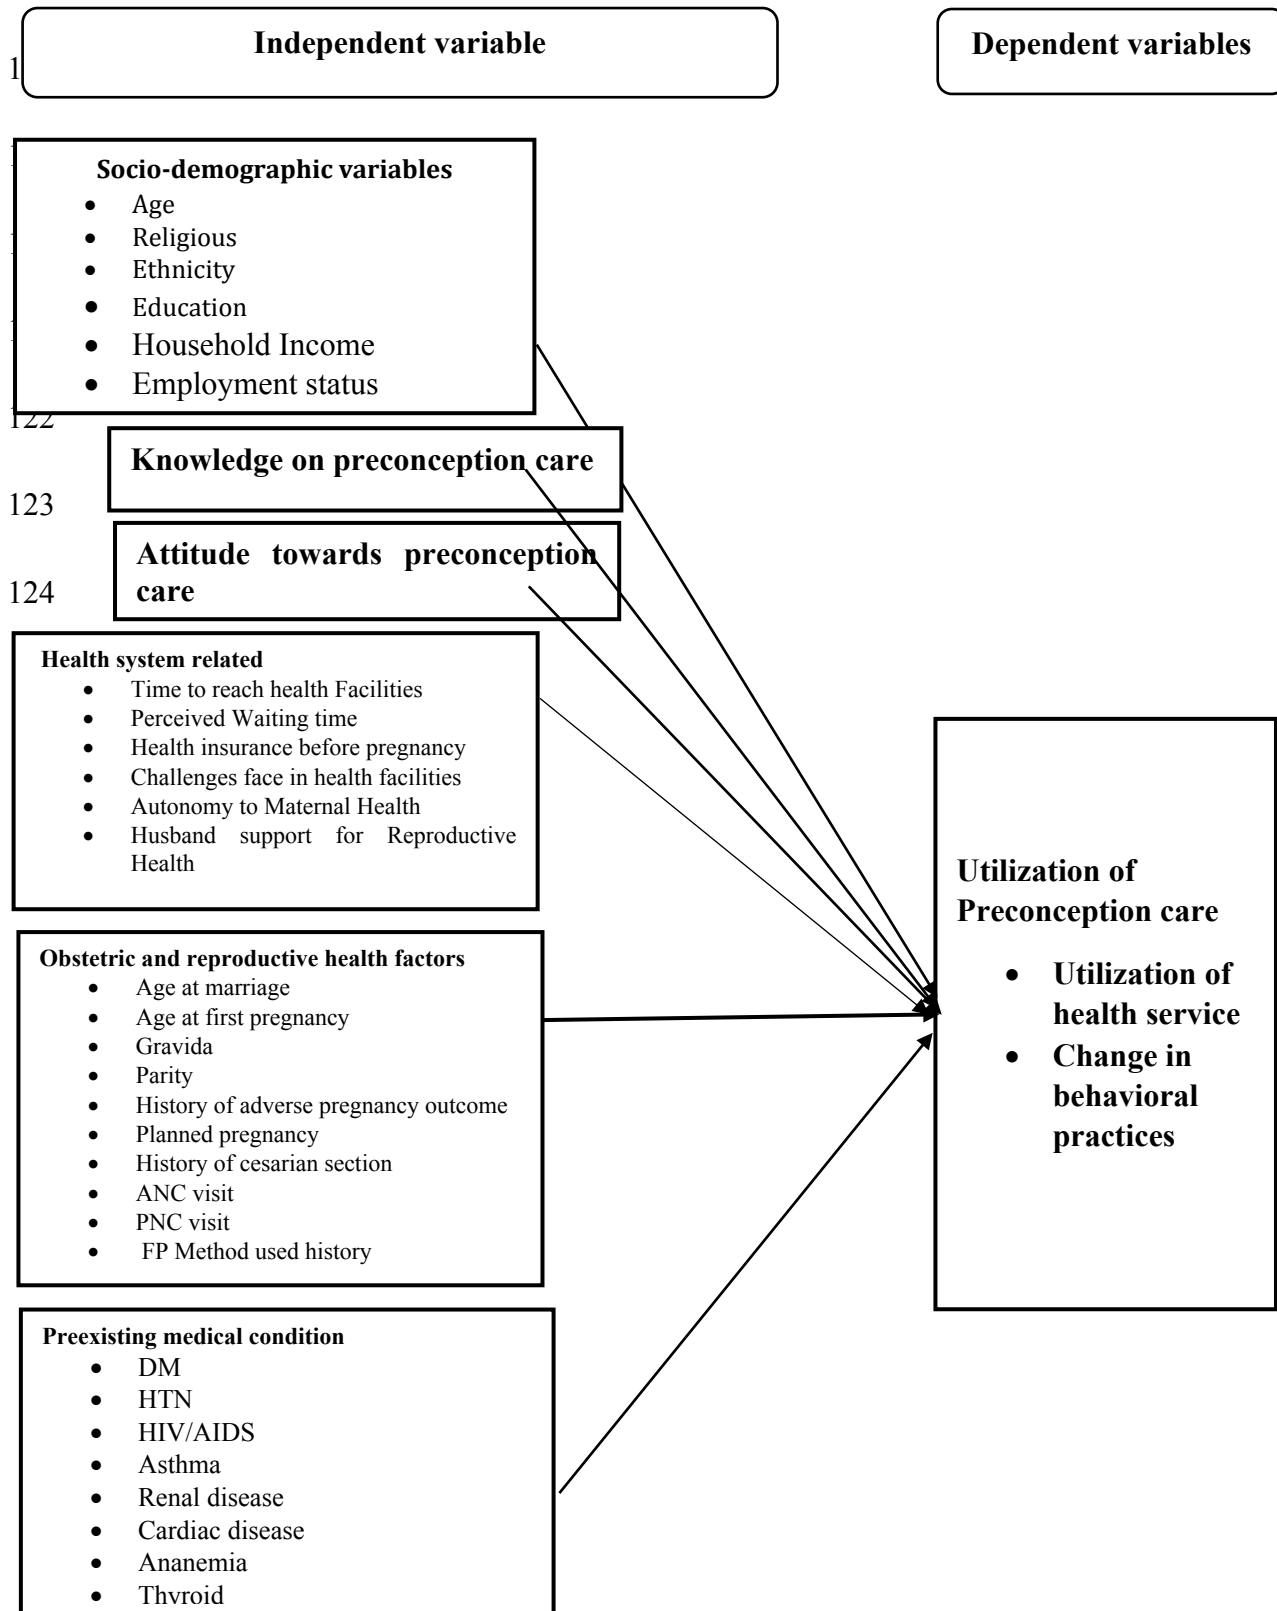 Independent variable
Dependent variables
1
Socio-demographic variables
• Age
• Religious
• Ethnicity
• Education
• Household Income
• Employment status
122
Knowledge on preconception care
123
Attitude towards preconception
care
124
Health system related
• Time to reach health Facilities
• Perceived Waiting time
• Health insurance before pregnancy
• Challenges face in health facilities
• Autonomy to Maternal Health
• Husband support for Reproductive
Health
Obstetric and reproductive health factors
• Age at marriage
• Age at first pregnancy
• Gravida
• Parity
• History of adverse pregnancy outcome
• Planned pregnancy
• History of cesarian section
• ANC visit
• PNC visit
• FP Method used history
Preexisting medical condition
• DM
• HTN
• HIV/AIDS
• Asthma
• Renal disease
• Cardiac disease
• Ananemia
• Thyroid
Utilization of
Preconception care
• Utilization of
health service
• Change in
behavioral
practices